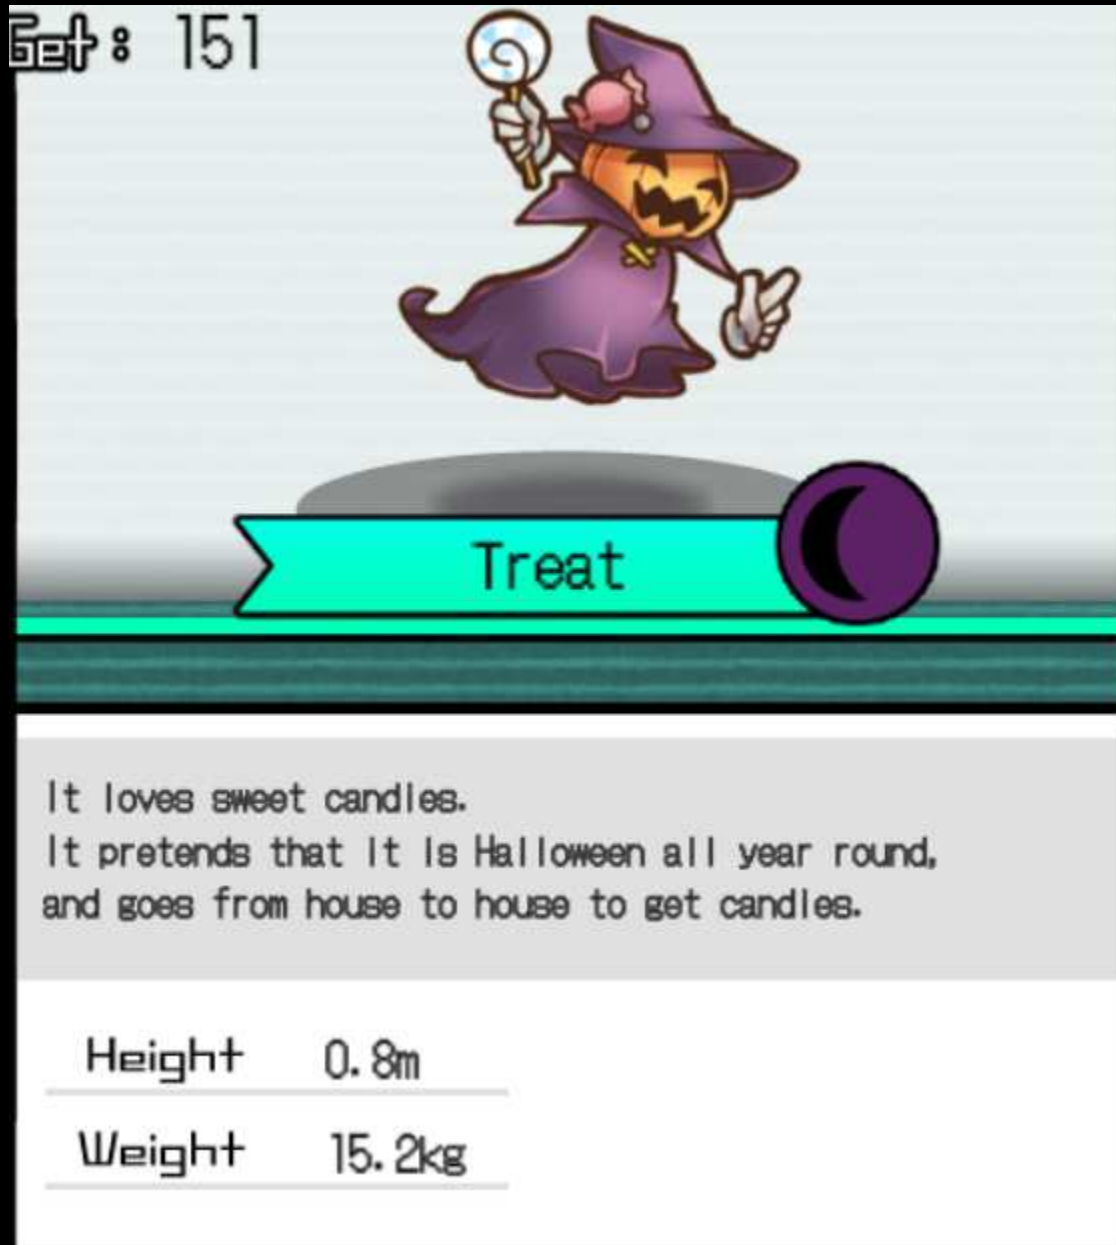 Get: 151
Treat
It loves sweet candies.
It pretends that it is Halloween all year round,
and goes from house to house to get candies.
Height 0.8m
Weight 15.2kg